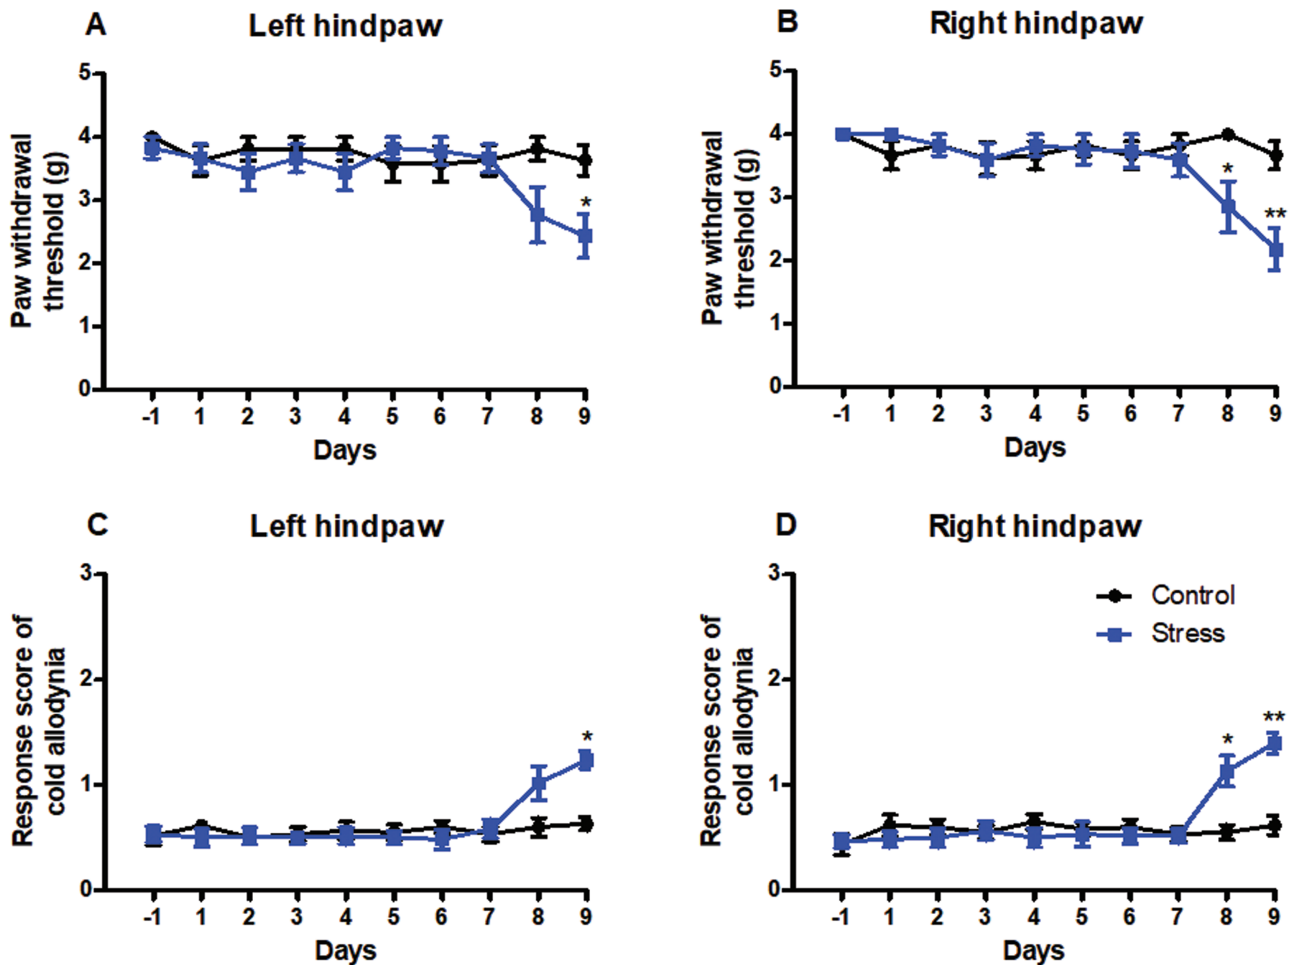 A
Left hindpaw
Paw withdrawal
threshold (g)
5
4
3
2
1
0
*
-1 1 2 3 4 5 6 7 8 9
Days
B
Right hindpaw
Paw withdrawal
threshold (g)
5
4
3
2
1
0
*
**
-1 1 2 3 4 5 6 7 8 9
Days
C
Left hindpaw
Response score of
cold allodynia
3
2
1
0
*
-1 1 2 3 4 5 6 7 8 9
Days
D
Right hindpaw
Response score of
cold allodynia
3
2
1
0
Control
Stress
*
**
-1 1 2 3 4 5 6 7 8 9
Days